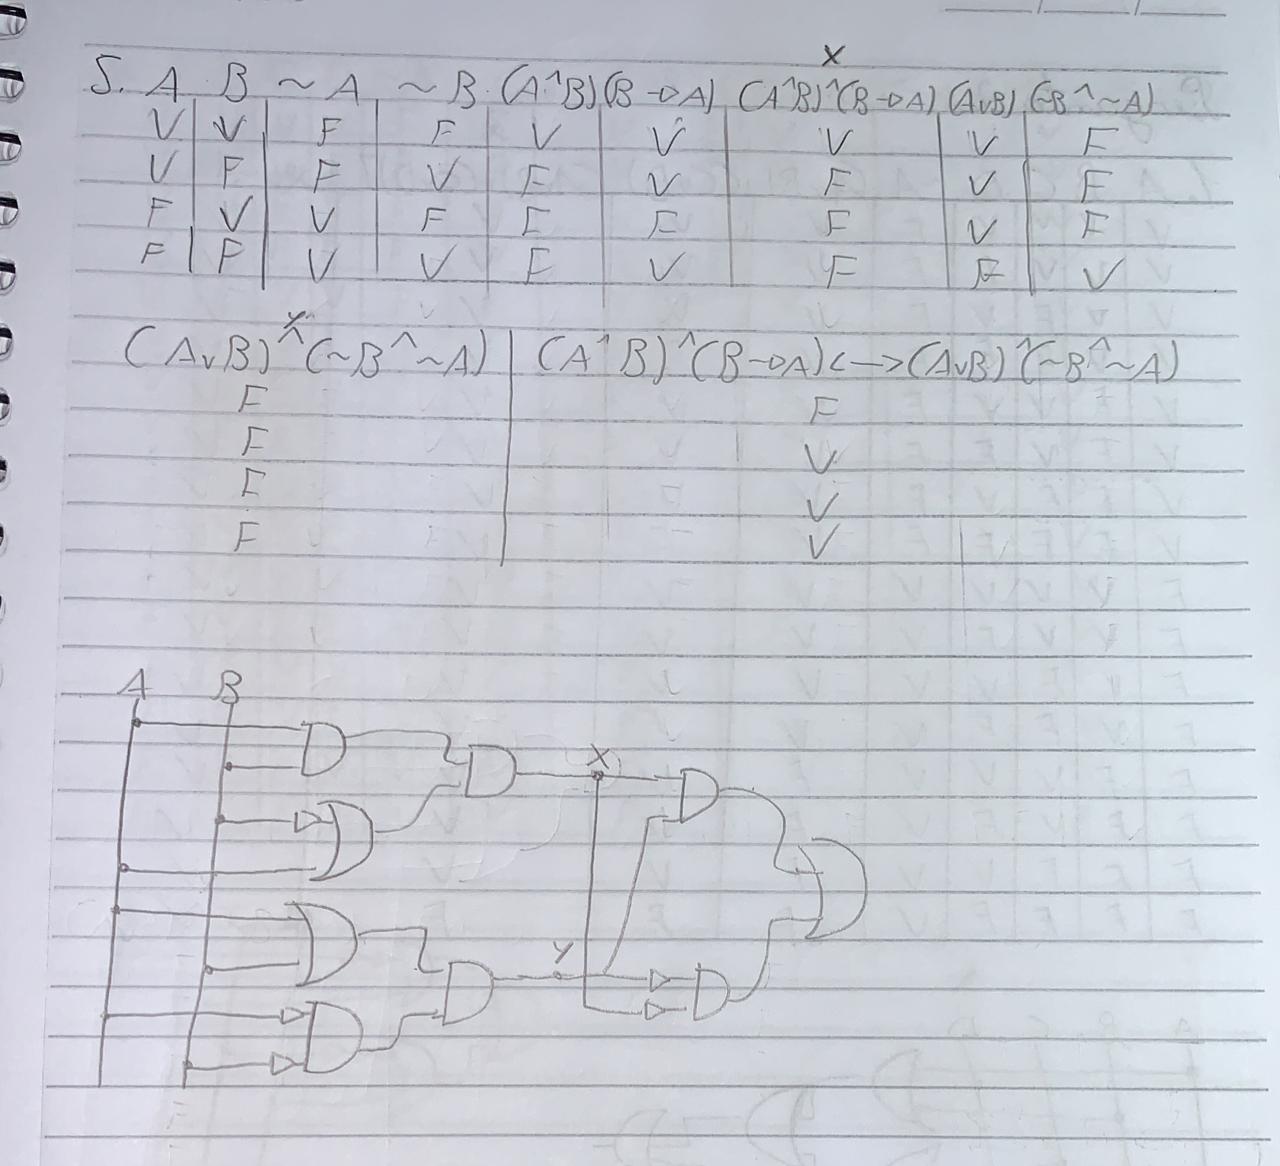 X
5. A B ~A ~B (A^B) (B→A) (A^B)^(B→A) (AvB) (~B^~A)
V V F F V V V V F
V F F V F V F V F
F V V F F F F V F
F F V V F V F F V
Y
(AvB)^(~B^~A) (A^B)^(B→A)<->(AvB)^(~B^~A)
F F
F V
F V
F V
A B
X
Y